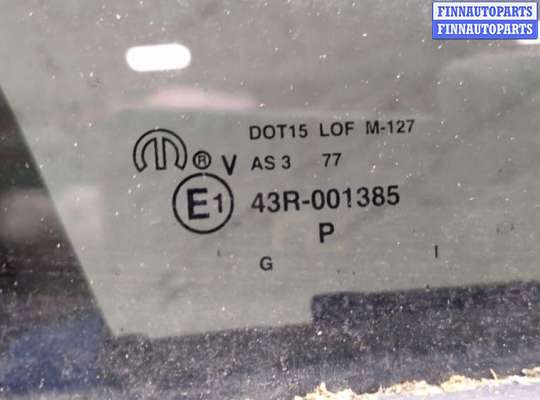 FINNAUTOPARTS
FINNAUTOPARTS
DOT15 LOF M-127
® V AS 3 77
E1 43R-001385
P
G I